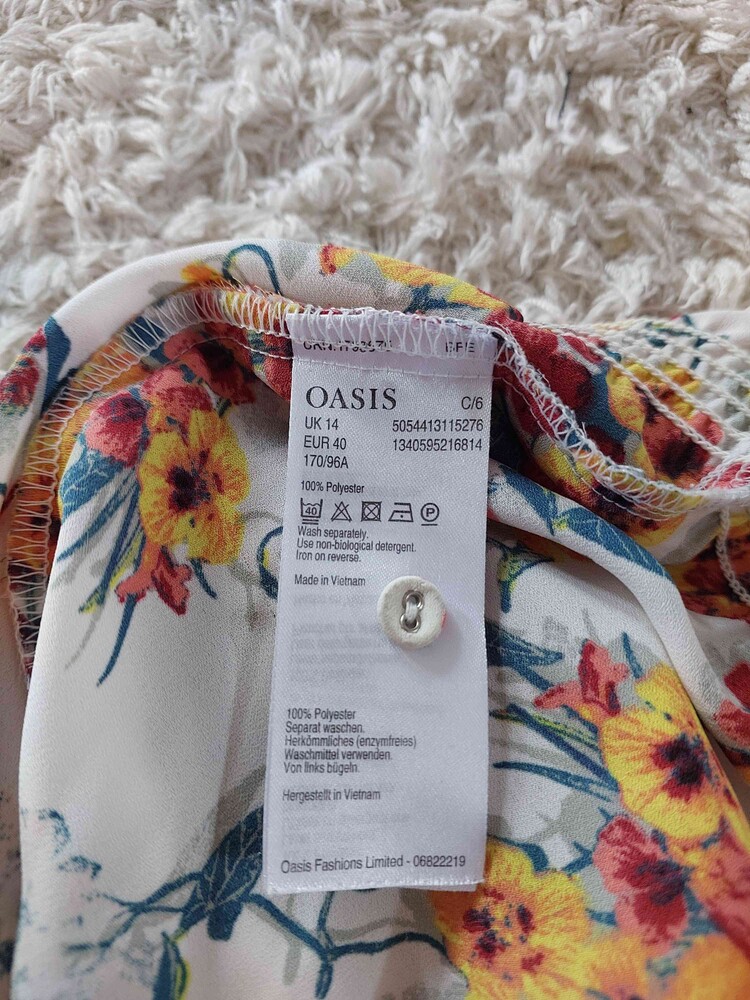 OASIS C/6
UK 14 5054413115276
EUR 40 1340595216814
170/96A
100% Polyester
40 P
Wash separately.
Use non-biological detergent.
Iron on reverse.
Made in Vietnam
100% Polyester
Separat waschen.
Herkömmliches (enzymfreies)
Waschmittel verwenden.
Von links bügeln.
Hergestellt in Vietnam
Oasis Fashions Limited - 06822219